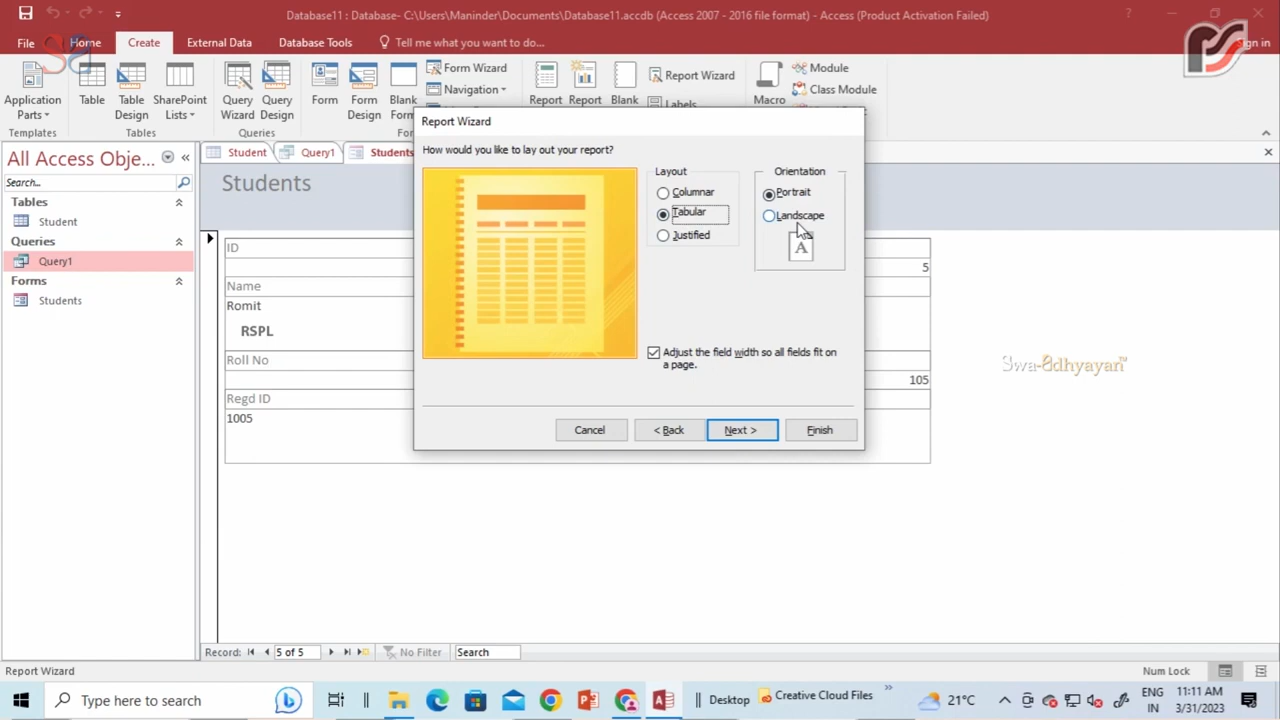 Database11 : Database- C:\Users\Maninder\Documents\Database11.accdb (Access 2007 - 2016 file format) - Access (Product Activation Failed)
Sign in
File Home Create External Data Database Tools Tell me what you want to do...
Application Parts
Table
Table Design
SharePoint Lists
Query Wizard
Query Design
Form
Form Design
Blank
Form Wizard
Navigation
Report
Report
Blank
Report Wizard
Labels
Macro
Module
Class Module
Templates
Tables
Queries
All Access Obje...
Search...
Tables
Student
Queries
Query1
Forms
Students
Student
Query1
Students
Students
ID
5
Name
Romit
RSPL
Roll No
105
Regd ID
1005
Report Wizard
How would you like to lay out your report?
Layout
Columnar
Tabular
Justified
Orientation
Portrait
Landscape
A
Adjust the field width so all fields fit on
a page.
Cancel
< Back
Next >
Finish
Swa-adhyayan™
Record:
5 of 5
No Filter
Search
Report Wizard
Num Lock
Type here to search
Desktop
Creative Cloud Files
21°C
ENG
IN
11:11 AM
3/31/2023